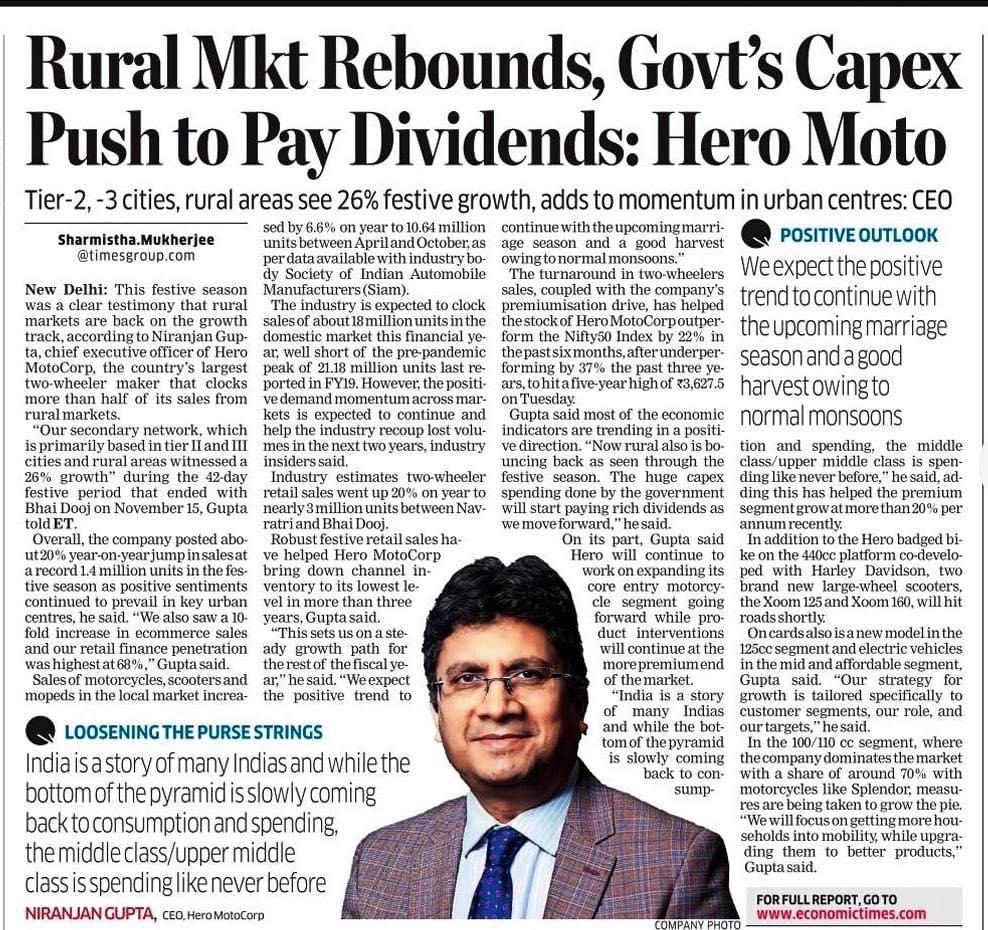 Rural Mkt Rebounds, Govt's Capex
Push to Pay Dividends: Hero Moto
Tier-2, -3 cities, rural areas see 26% festive growth, adds to momentum in urban centres: CEO
Sharmistha.Mukherjee
@timesgroup.com
New Delhi: This festive season
was a clear testimony that rural
markets are back on the growth
track, according to Niranjan Gup-
ta, chief executive officer of Hero
MotoCorp, the country's largest
two-wheeler maker that clocks
more than half of its sales from
rural markets.
"Our secondary network, which
is primarily based in tier II and III
cities and rural areas witnessed a
26% growth" during the 42-day
festive period that ended with
Bhai Dooj on November 15, Gupta
told ET.
Overall, the company posted abo-
ut 20% year-on-year jump in sales at
a record 1.4 million units in the fes-
tive season as positive sentiments
continued to prevail in key urban
centres, he said. "We also saw a 10-
fold increase in ecommerce sales
and our retail finance penetration
was highest at 68%," Gupta said.
Sales of motorcycles, scooters and
mopeds in the local market increa-
sed by 6.6% on year to 10.64 million
units between April and October, as
per data available with industry bo-
dy Society of Indian Automobile
Manufacturers (Siam).
The industry is expected to clock
sales of about 18 million units in the
domestic market this financial ye-
ar, well short of the pre-pandemic
peak of 21.18 million units last re-
ported in FY19. However, the positi-
ve demand momentum across mar-
kets is expected to continue and
help the industry recoup lost volu-
mes in the next two years, industry
insiders said.
Industry estimates two-wheeler
retail sales went up 20% on year to
nearly 3 million units between Nav-
ratri and Bhai Dooj.
Robust festive retail sales ha-
ve helped Hero MotoCorp
bring down channel in-
ventory to its lowest le-
vel in more than three
years, Gupta said.
"This sets us on a ste-
ady growth path for
the rest of the fiscal ye-
ar," he said. "We expect
the positive trend to
continue with the upcoming marri-
age season and a good harvest
owing to normal monsoons."
The turnaround in two-wheelers
sales, coupled with the company's
premiumisation drive, has helped
the stock of Hero MotoCorp outper-
form the Nifty50 Index by 22% in
the past six months, after underper-
forming by 37% the past three ye-
ars, to hit a five-year high of ₹3,627.5
on Tuesday.
Gupta said most of the economic
indicators are trending in a positi-
ve direction. "Now rural also is bo-
uncing back as seen through the
festive season. The huge capex
spending done by the government
will start paying rich dividends as
we move forward," he said.
On its part, Gupta said
Hero will continue to
work on expanding its
core entry motorcy-
cle segment going
forward while pro-
duct interventions
will continue at the
more premium end
of the market.
"India is a story
of many Indias
and while the bot-
tom of the pyramid
is slowly coming
back to con-
sump-
POSITIVE OUTLOOK
We expect the positive
trend to continue with
the upcoming marriage
season and a good
harvest owing to
normal monsoons
tion and spending, the middle
class/upper middle class is spen-
ding like never before," he said, ad-
ding this has helped the premium
segment grow at more than 20% per
annum recently.
In addition to the Hero badged bi-
ke on the 440cc platform co-develo-
ped with Harley Davidson, two
brand new large-wheel scooters,
the Xoom 125 and Xoom 160, will hit
roads shortly.
On cards also is a new model in the
125cc segment and electric vehicles
in the mid and affordable segment,
Gupta said. "Our strategy for
growth is tailored specifically to
customer segments, our role, and
our targets," he said.
In the 100/110 cc segment, where
the company dominates the market
with a share of around 70% with
motorcycles like Splendor, measu-
res are being taken to grow the pie.
"We will focus on getting more hou-
seholds into mobility, while upgra-
ding them to better products,"
Gupta said.
LOOSENING THE PURSE STRINGS
India is a story of many Indias and while the
bottom of the pyramid is slowly coming
back to consumption and spending,
the middle class/upper middle
class is spending like never before
NIRANJAN GUPTA, CEO, Hero MotoCorp
COMPANY PHOTO
FOR FULL REPORT, GO TO
www.economictimes.com